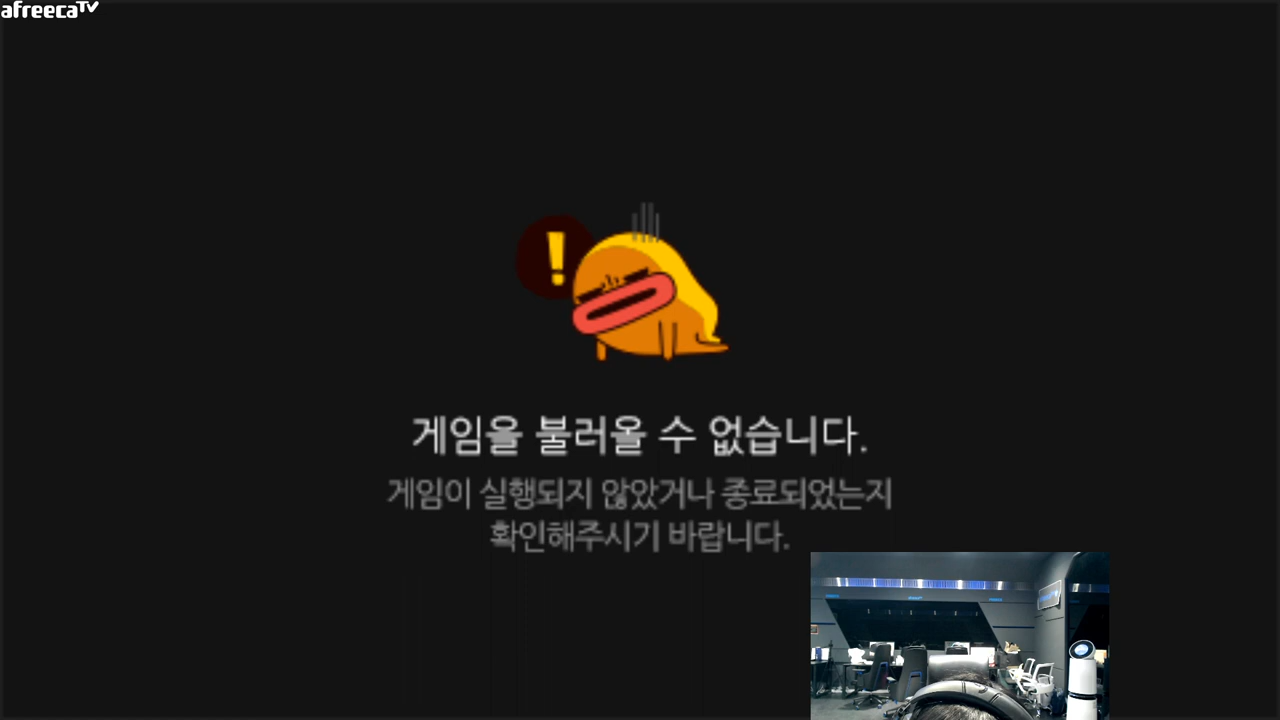 afreecaTV
!
게임을 불러올 수 없습니다.
게임이 실행되지 않았거나 종료되었는지
확인해주시기 바랍니다.